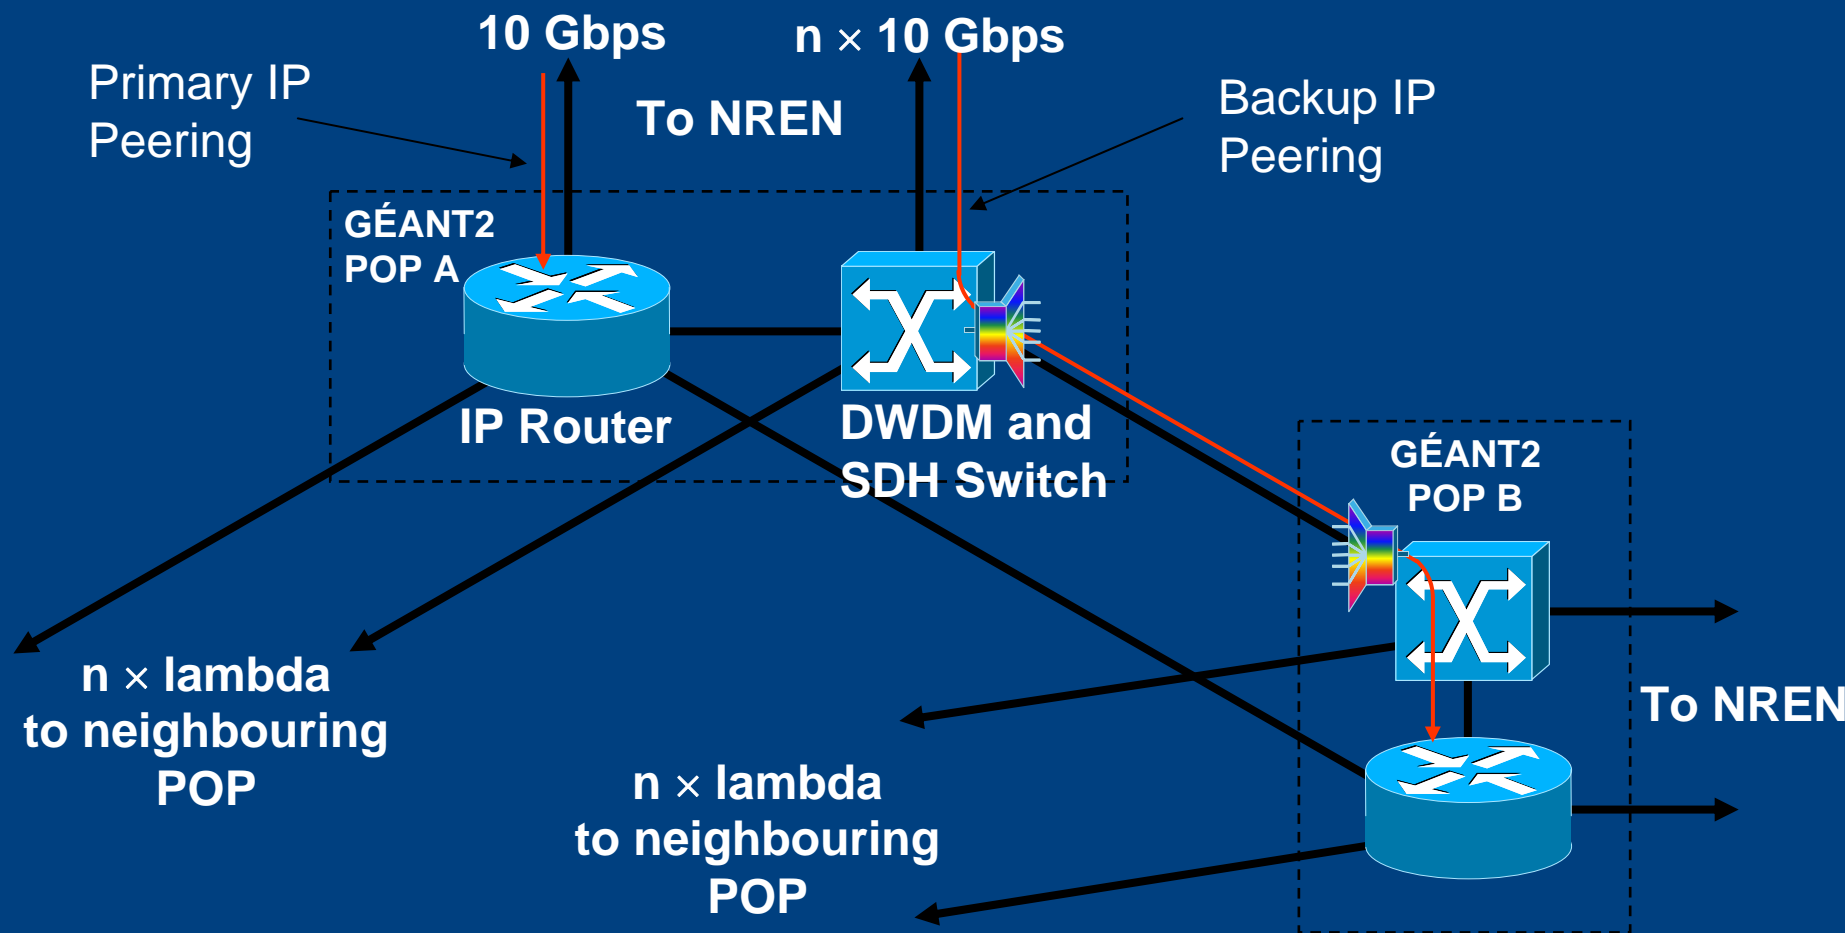 10 Gbps
n × 10 Gbps
Primary IP
Peering
To NREN
Backup IP
Peering
GÉANT2
POP A
IP Router
DWDM and
SDH Switch
GÉANT2
POP B
n × lambda
to neighbouring
POP
To NREN
n × lambda
to neighbouring
POP